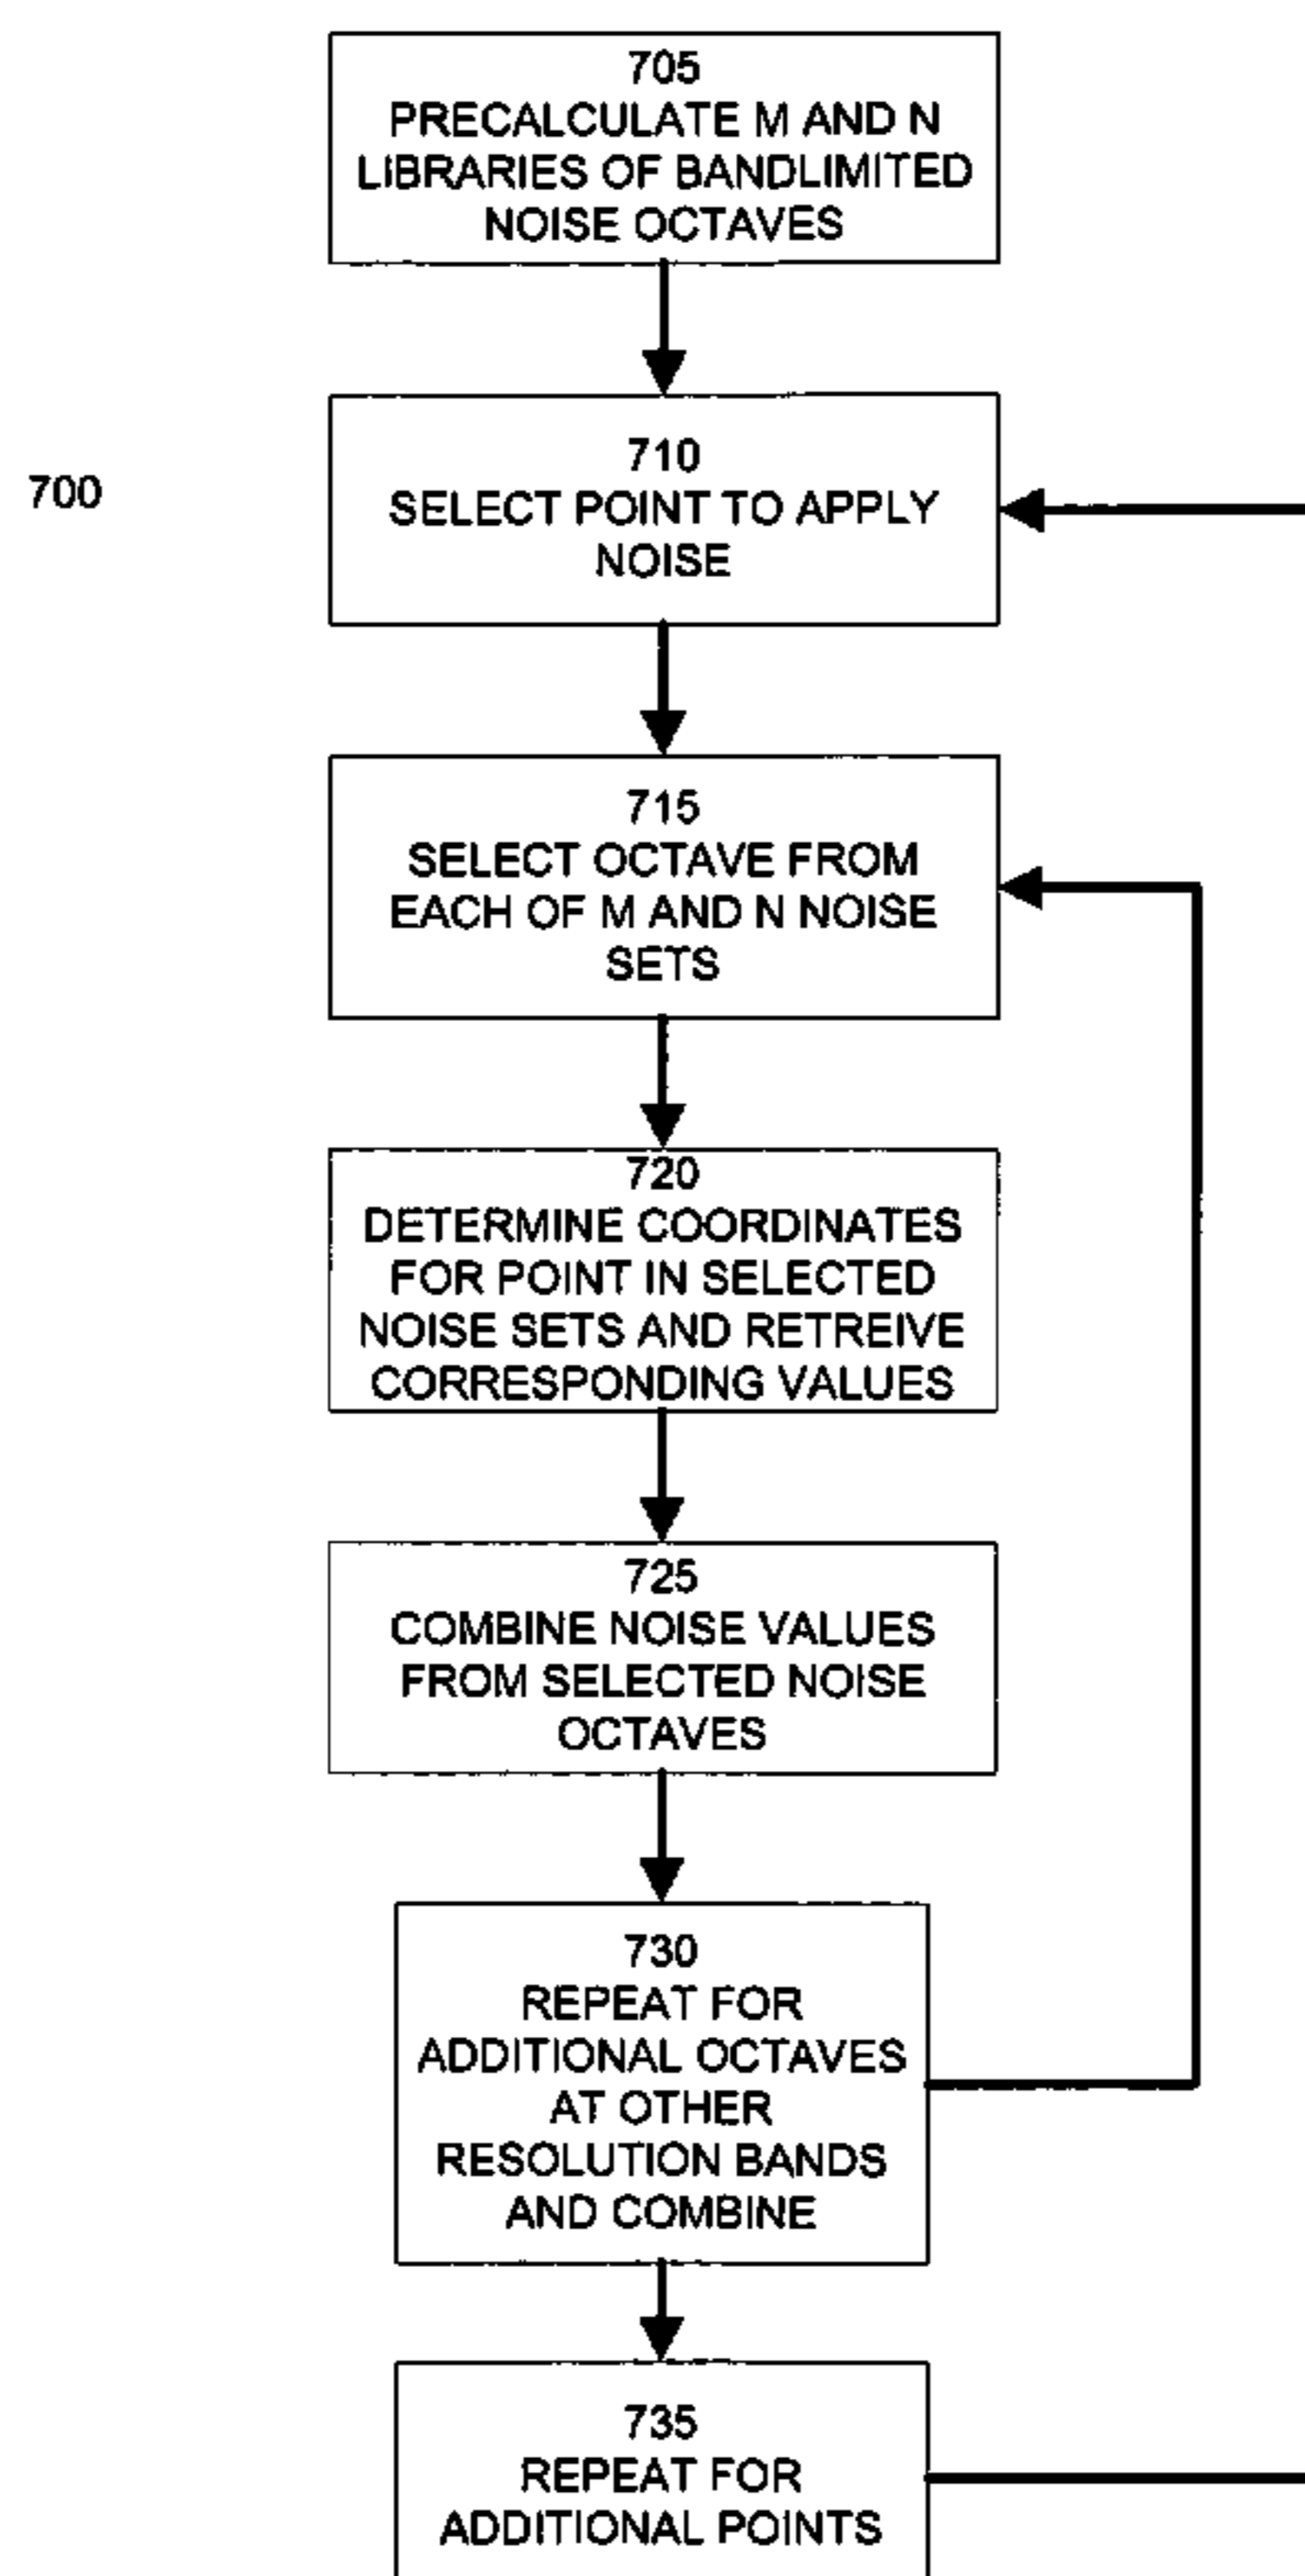 705
PRECALCULATE M AND N
LIBRARIES OF BANDLIMITED
NOISE OCTAVES
700
710
SELECT POINT TO APPLY
NOISE
715
SELECT OCTAVE FROM
EACH OF M AND N NOISE
SETS
720
DETERMINE COORDINATES
FOR POINT IN SELECTED
NOISE SETS AND RETREIVE
CORRESPONDING VALUES
725
COMBINE NOISE VALUES
FROM SELECTED NOISE
OCTAVES
730
REPEAT FOR
ADDITIONAL OCTAVES
AT OTHER
RESOLUTION BANDS
AND COMBINE
735
REPEAT FOR
ADDITIONAL POINTS